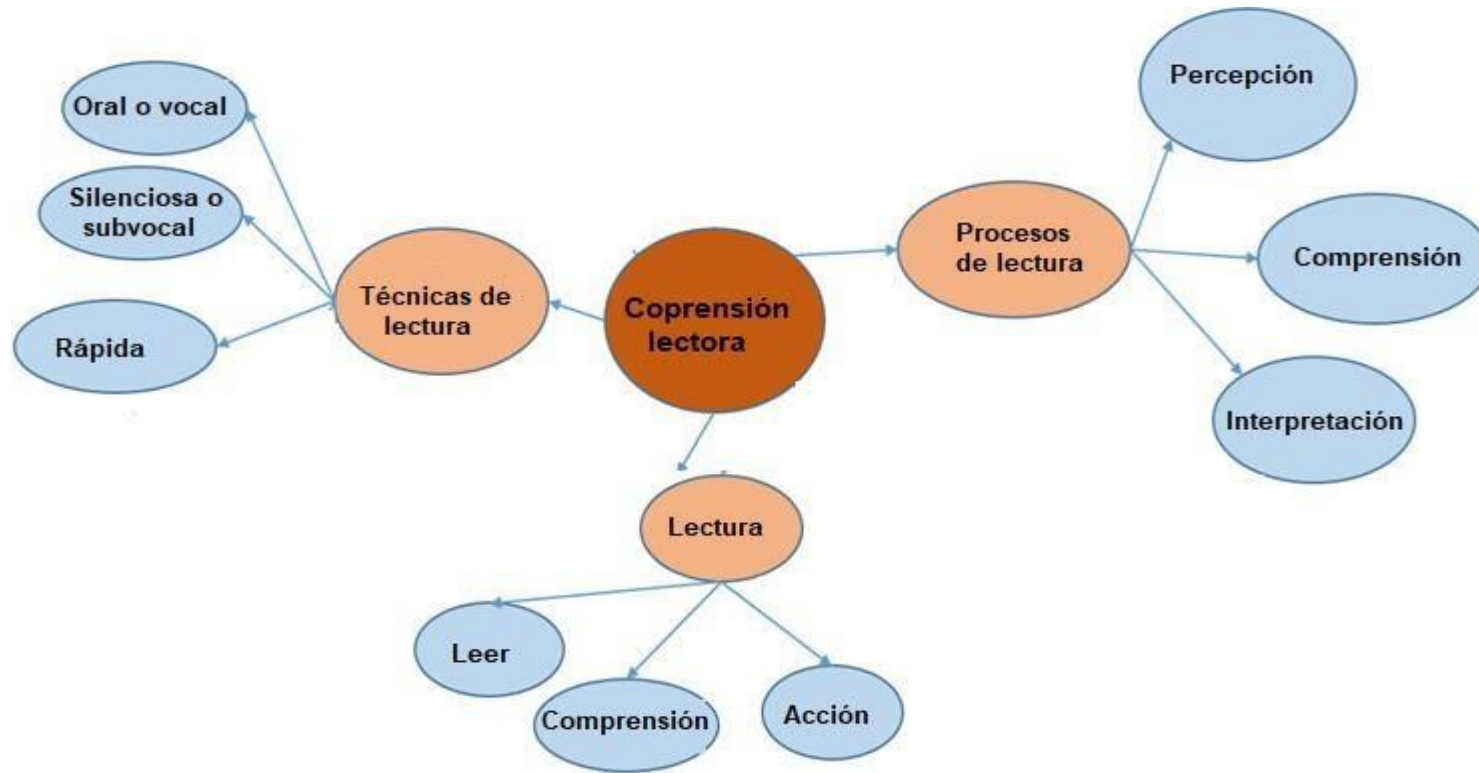 Oral o vocal
Silenciosa o
subvocal
Rápida
Técnicas de
lectura
Coprensión
lectora
Procesos
de lectura
Percepción
Comprensión
Interpretación
Lectura
Leer
Comprensión
Acción